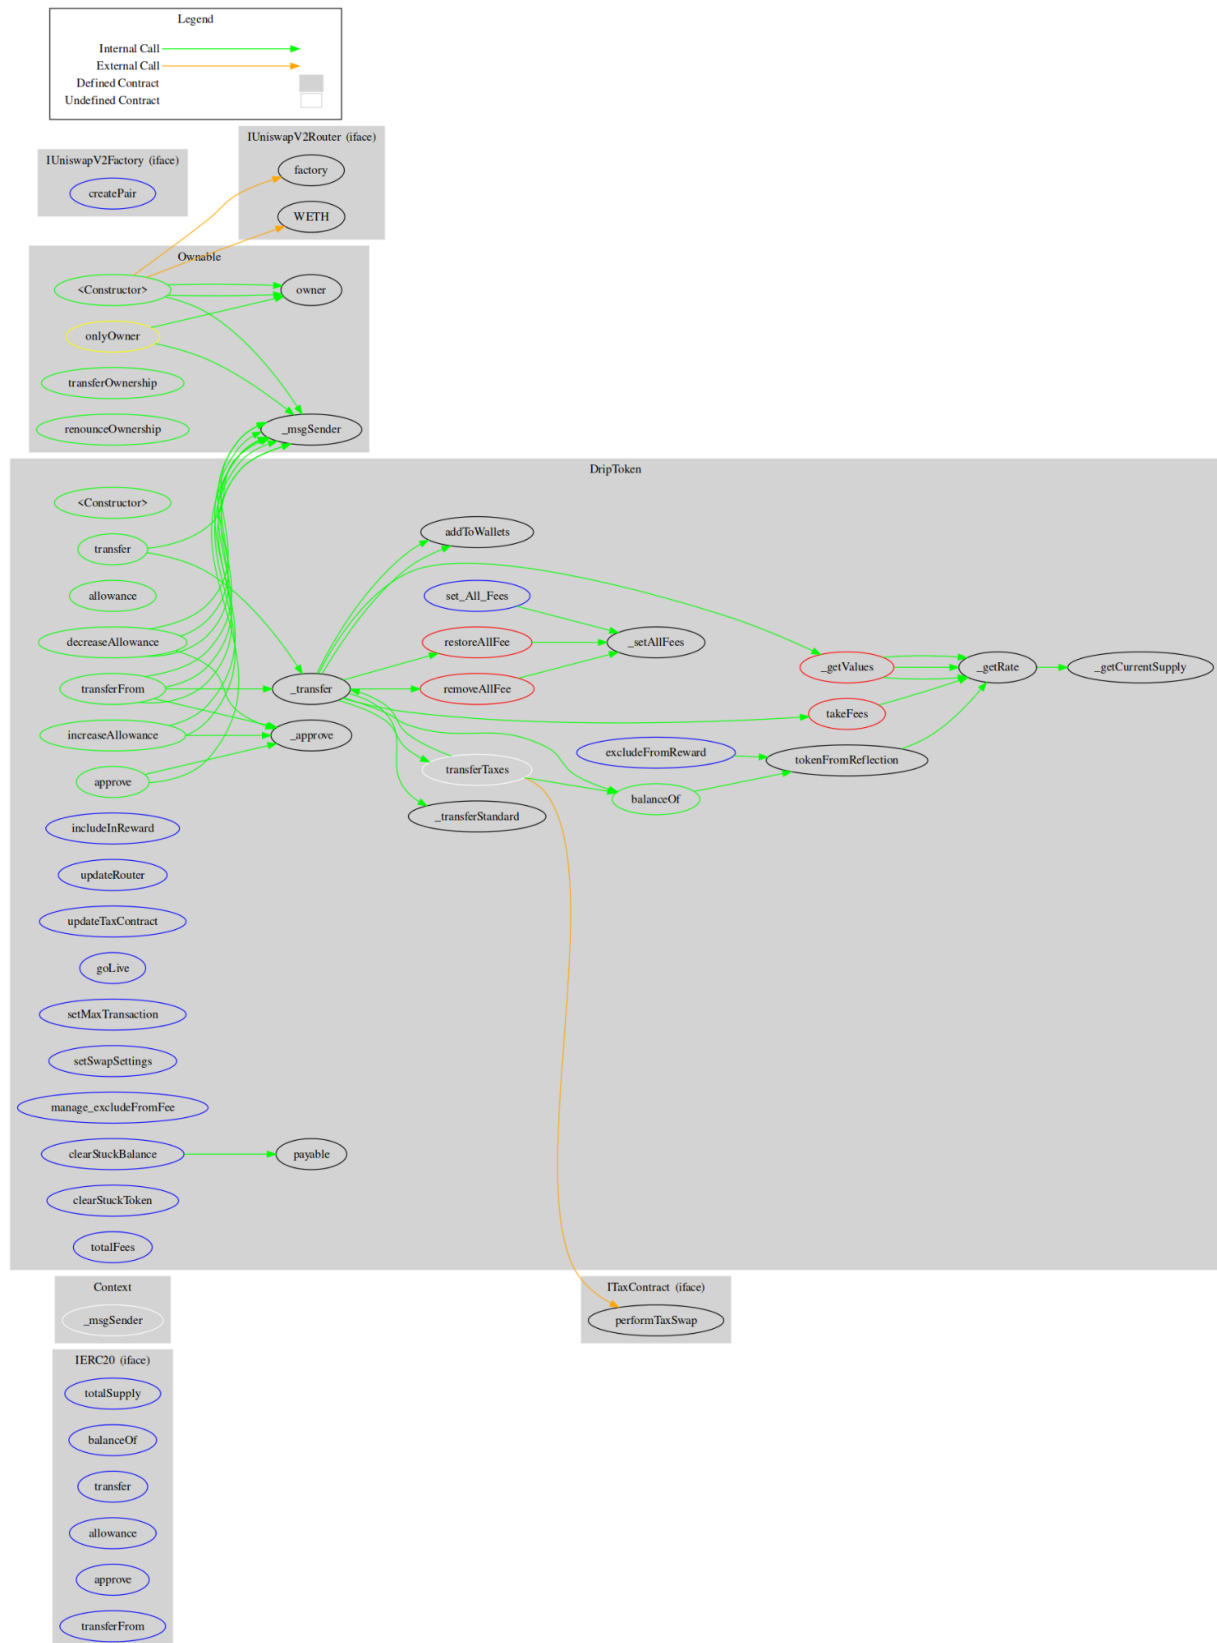 Legend
Internal Call
External Call
Defined Contract
Undefined Contract
IUniswapV2Router (iface)
factory
WETH
IUniswapV2Factory (iface)
createPair
Ownable
<Constructor>
owner
onlyOwner
transferOwnership
renounceOwnership
_msgSender
DripToken
<Constructor>
transfer
addToWallets
allowance
set_All_Fees
decreaseAllowance
restoreAllFee
_setAllFees
_getValues
_getRate
_getCurrentSupply
transferFrom
_transfer
removeAllFee
takeFees
increaseAllowance
_approve
excludeFromReward
tokenFromReflection
approve
transferTaxes
balanceOf
_transferStandard
includeInReward
updateRouter
updateTaxContract
goLive
setMaxTransaction
setSwapSettings
manage_excludeFromFee
clearStuckBalance
payable
clearStuckToken
totalFees
Context
_msgSender
ITaxContract (iface)
performTaxSwap
IERC20 (iface)
totalSupply
balanceOf
transfer
allowance
approve
transferFrom